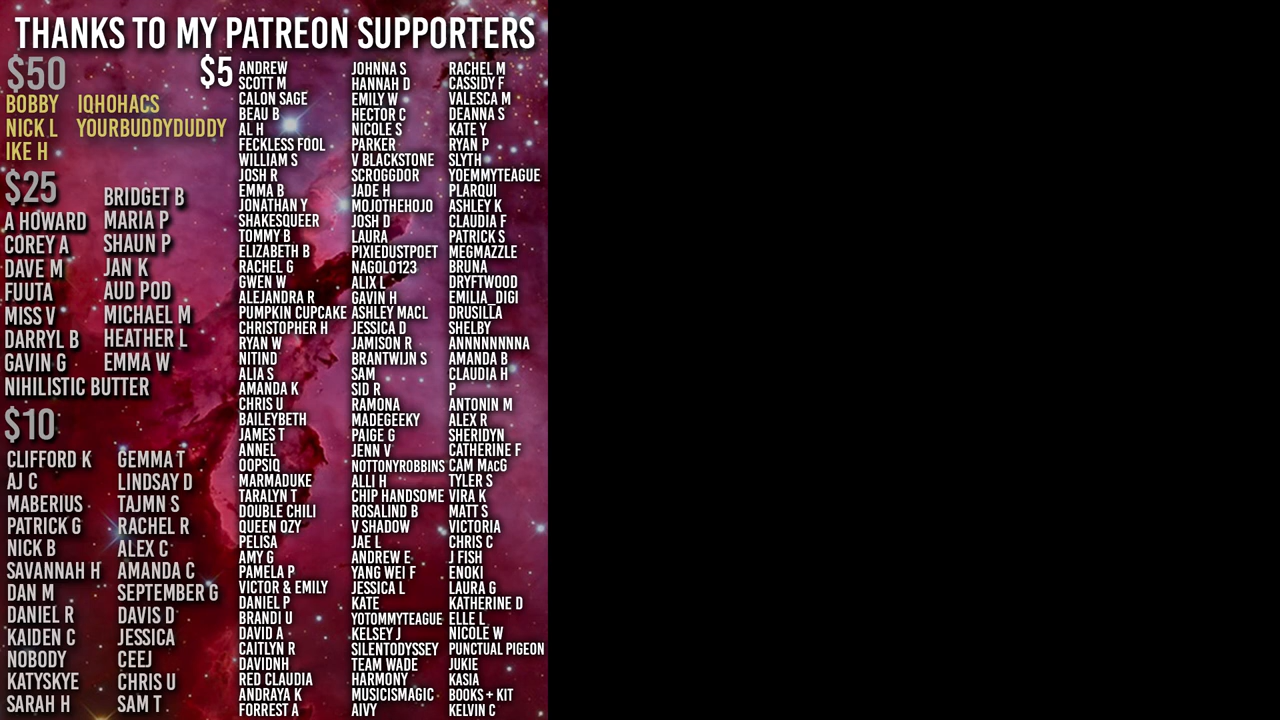 THANKS TO MY PATREON SUPPORTERS
$50
BOBBY
NICK L
IKE H
IQHOHACS
YOURBUDDYDUDDY
$25
A HOWARD
COREY A
DAVE M
FUUTA
MISS V
DARRYL B
GAVIN G
NIHILISTIC BUTTER
BRIDGET B
MARIA P
SHAUN P
JAN K
AUD POD
MICHAEL M
HEATHER L
EMMA W
$10
CLIFFORD K
AJ C
MABERIUS
PATRICK G
NICK B
SAVANNAH H
DAN M
DANIEL R
KAIDEN C
NOBODY
KATYSKYE
SARAH H
GEMMA T
LINDSAY D
TAJMN S
RACHEL R
ALEX C
AMANDA C
SEPTEMBER G
DAVIS D
JESSICA
CEEJ
CHRIS U
SAM T
$5
ANDREW
SCOTT M
CALON SAGE
BEAU B
AL H
FECKLESS FOOL
WILLIAM S
JOSH R
EMMA B
JONATHAN Y
SHAKESQUEER
TOMMY B
ELIZABETH B
RACHEL G
GWEN W
ALEJANDRA R
PUMPKIN CUPCAKE
CHRISTOPHER H
RYAN W
NITIND
ALIA S
AMANDA K
CHRIS U
BAILEYBETH
JAMES T
ANNEL
OOPSIQ
MARMADUKE
TARALYN T
DOUBLE CHILI
QUEEN OZY
PELISA
AMY G
PAMELA P
VICTOR & EMILY
DANIEL P
BRANDI U
DAVID A
CAITLYN R
DAVIDNH
RED CLAUDIA
ANDRAYA K
FORREST A
JOHNNA S
HANNAH D
EMILY W
HECTOR C
NICOLE S
PARKER
V BLACKSTONE
SCROGGDOR
JADE H
MOJOTHEHOJO
JOSH D
LAURA
PIXIEDUSTPOET
NAGOLO123
ALIX L
GAVIN H
ASHLEY MACL
JESSICA D
JAMISON R
BRANTWIJN S
SAM
SID R
RAMONA
MADEGEEKY
PAIGE G
JENN V
NOTTONYROBBINS
ALLI H
CHIP HANDSOME
ROSALIND B
V SHADOW
JAE L
ANDREW E
YANG WEI F
JESSICA L
KATE
YOTOMMYTEAGUE
KELSEY J
SILENTODYSSEY
TEAM WADE
HARMONY
MUSICISMAGIC
AIVY
RACHEL M
CASSIDY F
VALESCA M
DEANNA S
KATE Y
RYAN P
SLYTH
YOEMMYTEAGUE
PLARQUI
ASHLEY K
CLAUDIA F
PATRICK S
MEGMAZZLE
BRUNA
DRYFTWOOD
EMILIA_DIGI
DRUSILLA
SHELBY
ANNNNNNNNA
AMANDA B
CLAUDIA H
P
ANTONIN M
ALEX R
SHERIDYN
CATHERINE F
CAM MacG
TYLER S
VIRA K
MATT S
VICTORIA
CHRIS C
J FISH
ENOKI
LAURA G
KATHERINE D
ELLE L
NICOLE W
PUNCTUAL PIGEON
JUKIE
KASIA
BOOKS + KIT
KELVIN C